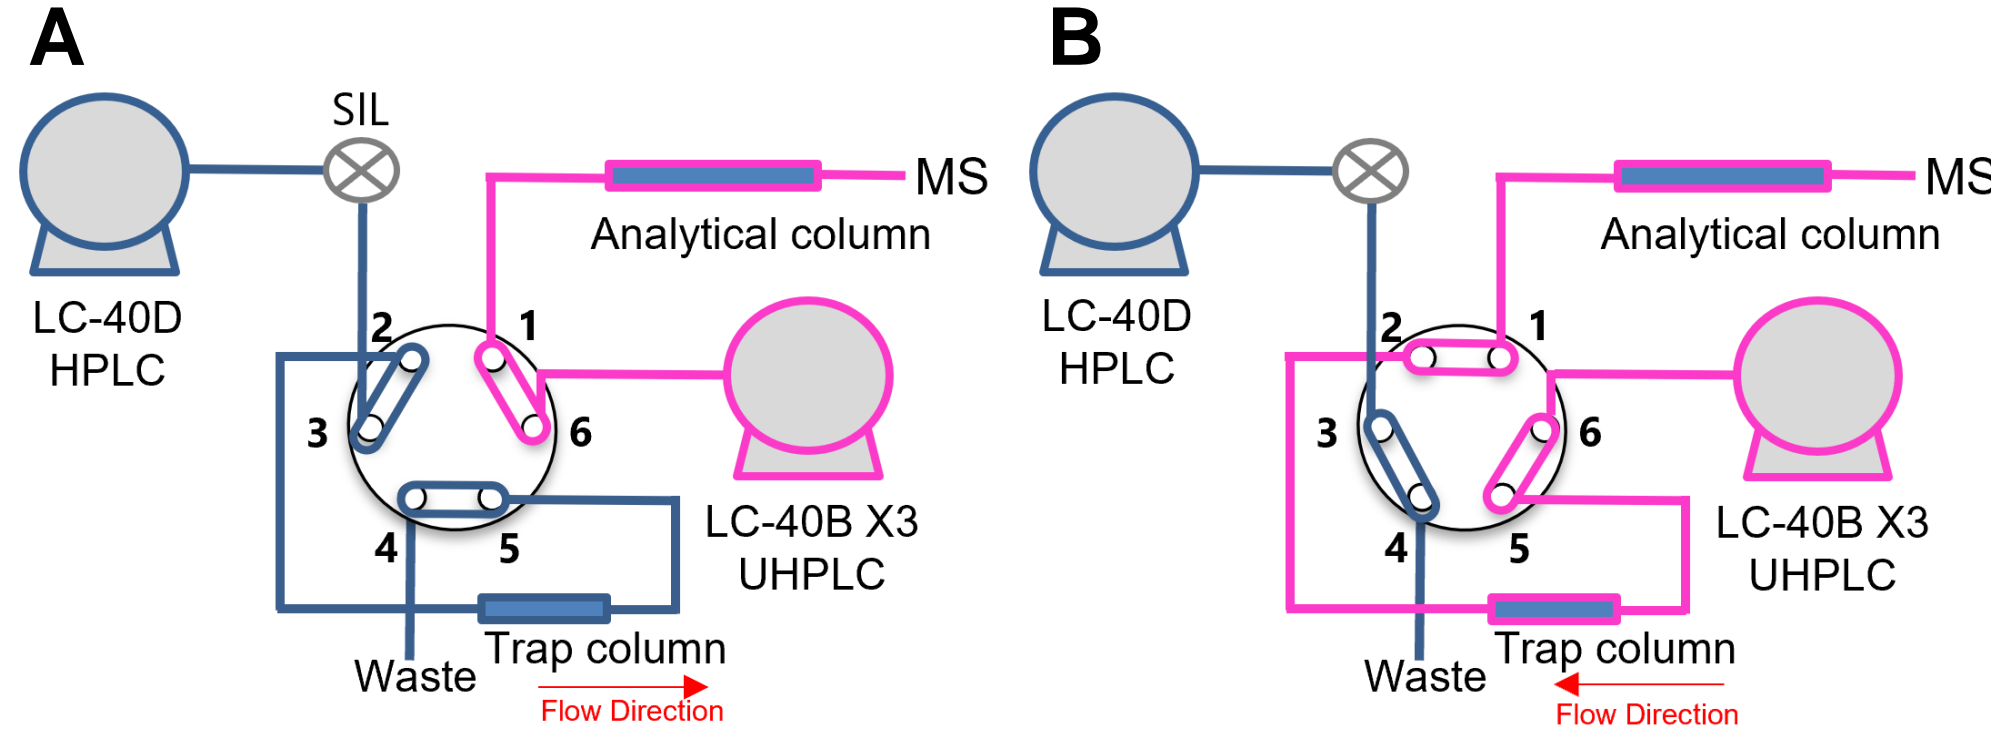 A
SIL
MS
Analytical column
LC-40D
HPLC
2
1
3
6
4
5
LC-40B X3
UHPLC
Trap column
Waste
Flow Direction
B
MS
Analytical column
LC-40D
HPLC
2
1
3
6
4
5
LC-40B X3
UHPLC
Trap column
Waste
Flow Direction